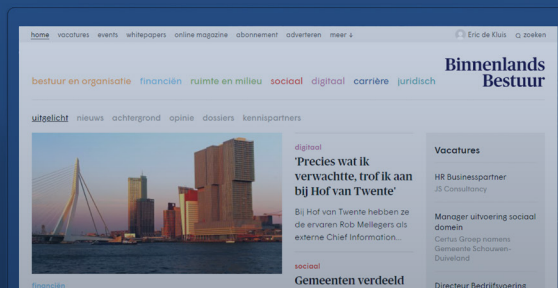 home vacatures events whitepapers online magazine abonnement adverteren meer ↓ Eric de Kluis zoeken
Binnenlands
Bestuur
bestuur en organisatie financiën ruimte en milieu sociaal digitaal carrière juridisch
uitgelicht nieuws achtergrond opinie dossiers kennispartners
digitaal
'Precies wat ik
verwachtte, trof ik aan
bij Hof van Twente'
Bij Hof van Twente hebben ze
de ervaren Rob Mellegers als
externe Chief Information...
sociaal
Gemeenten verdeeld
Vacatures
HR Businesspartner
JS Consultancy
Manager uitvoering sociaal
domein
Certus Groep namens
Gemeente Schouwen-
Duiveland
Directeur Bedrijfsvoering
financiën